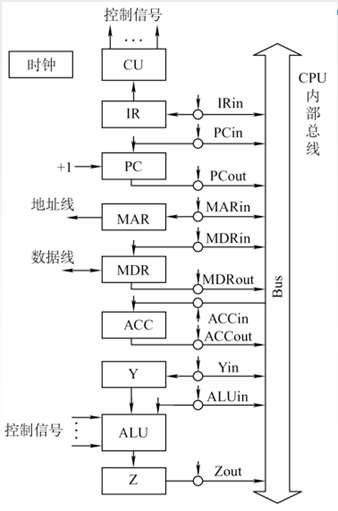 控制信号
…
时钟
CU
CPU
内
部
总
线
IR
IRin
PCin
+1
PC
PCout
地址线
MAR
MARin
MDRin
数据线
MDR
MDRout
Bus
ACC
ACCin
ACCout
Y
Yin
ALUin
控制信号
ALU
Z
Zout